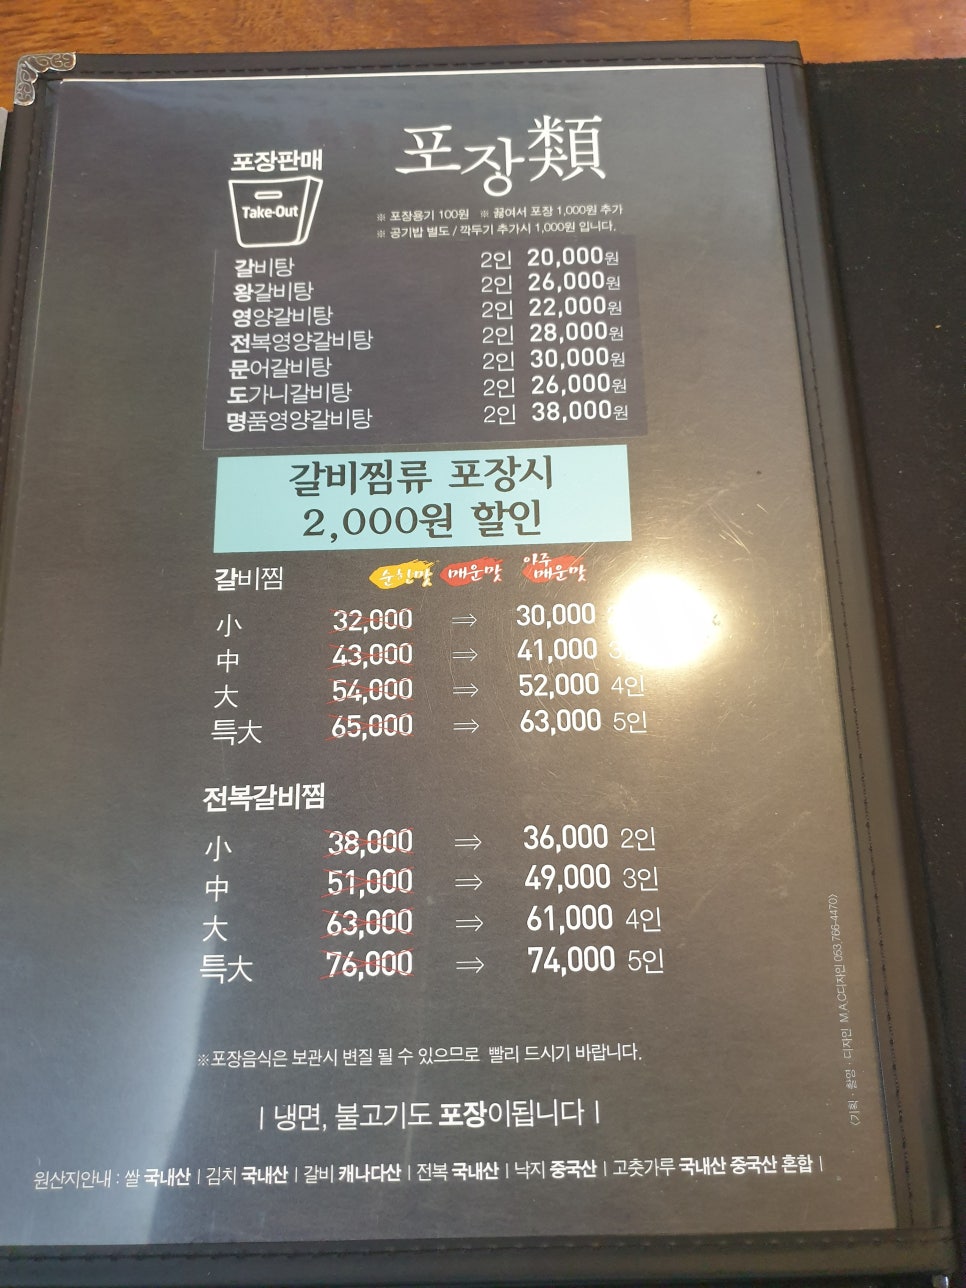 포장판매
Take-Out
포장類
※ 포장용기 100원 ※ 끓여서 포장 1,000원 추가
※ 공기밥 별도 / 깍두기 추가시 1,000원 입니다.
갈비탕 2인 20,000원
왕갈비탕 2인 26,000원
영양갈비탕 2인 22,000원
전복영양갈비탕 2인 28,000원
문어갈비탕 2인 30,000원
도가니갈비탕 2인 26,000원
명품영양갈비탕 2인 38,000원
갈비찜류 포장시
2,000원 할인
갈비찜 순한맛 매운맛 아주매운맛
小 32,000 ⇒ 30,000
中 43,000 ⇒ 41,000
大 54,000 ⇒ 52,000 4인
특大 65,000 ⇒ 63,000 5인
전복갈비찜
小 38,000 ⇒ 36,000 2인
中 51,000 ⇒ 49,000 3인
大 63,000 ⇒ 61,000 4인
특大 76,000 ⇒ 74,000 5인
※포장음식은 보관시 변질 될 수 있으므로 빨리 드시기 바랍니다.
| 냉면, 불고기도 포장이됩니다 |
원산지안내 : 쌀 국내산 | 김치 국내산 | 갈비 캐나다산 | 전복 국내산 | 낙지 중국산 | 고춧가루 국내산 중국산 혼합 |
(기획·촬영·디자인 M.A.C디자인 053.766-4470)